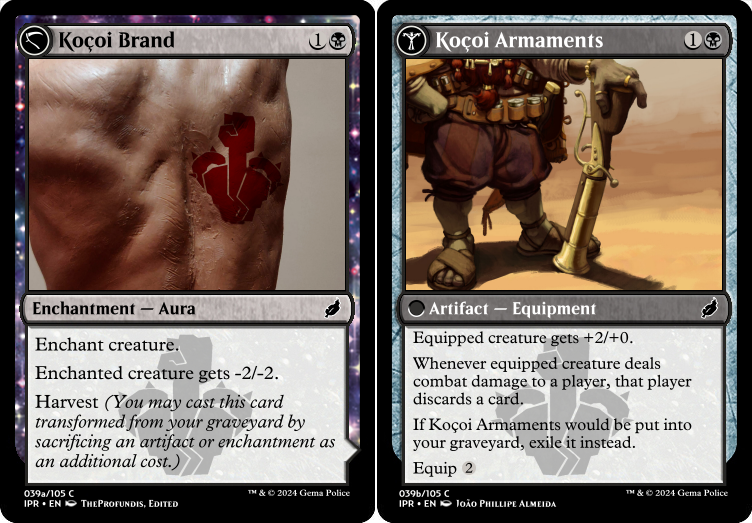 Koçoi Brand
1
Enchantment — Aura
Enchant creature.
Enchanted creature gets -2/-2.
Harvest (You may cast this card
transformed from your graveyard by
sacrificing an artifact or enchantment as
an additional cost.)
039a/105 C
IPR • EN TheProfundis, Edited
™ & © 2024 Gema Police
Koçoi Armaments
1
Artifact — Equipment
Equipped creature gets +2/+0.
Whenever equipped creature deals
combat damage to a player, that player
discards a card.
If Koçoi Armaments would be put into
your graveyard, exile it instead.
Equip 2
039b/105 C
IPR • EN João Phillipe Almeida
™ & © 2024 Gema Police